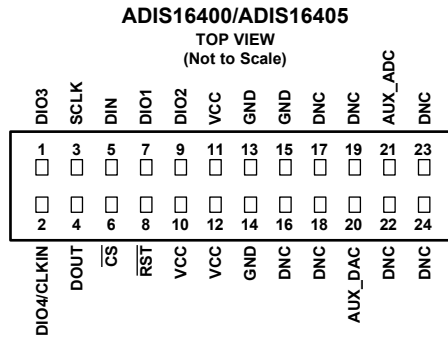 ADIS16400/ADIS16405
TOP VIEW
(Not to Scale)
DIO3 SCLK DIN DIO1 DIO2 VCC GND GND DNC DNC AUX_ADC DNC
1 3 5 7 9 11 13 15 17 19 21 23
2 4 6 8 10 12 14 16 18 20 22 24
DIO4/CLKIN DOUT CS RST VCC VCC GND DNC DNC AUX_DAC DNC DNC